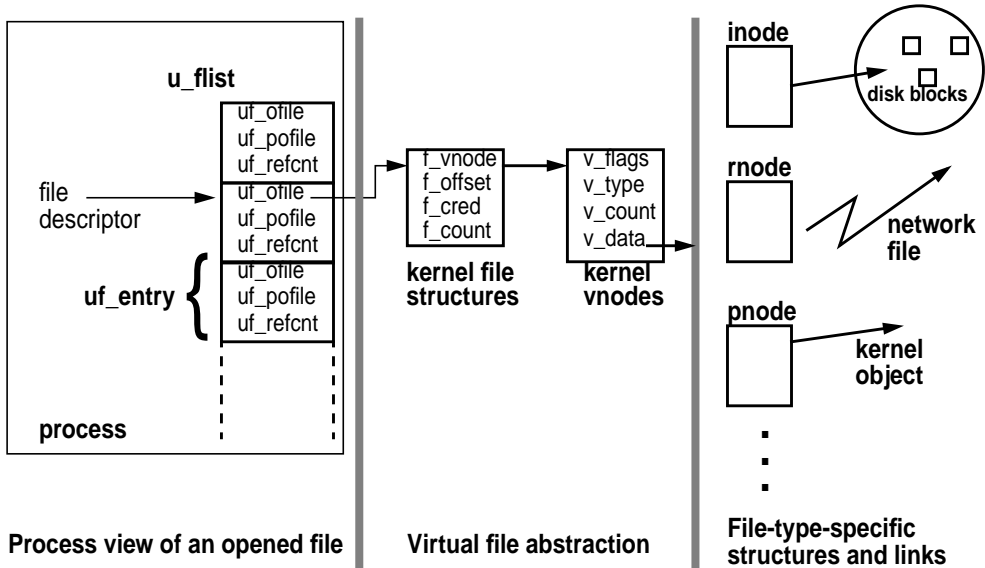 u_flist
uf_ofile
uf_pofile
uf_refcnt
file
descriptor
uf_ofile
uf_pofile
uf_refcnt
uf_entry
uf_ofile
uf_pofile
uf_refcnt
process
Process view of an opened file
f_vnode
f_offset
f_cred
f_count
kernel file
structures
v_flags
v_type
v_count
v_data
kernel
vnodes
Virtual file abstraction
inode
disk blocks
rnode
network
file
pnode
kernel
object
File-type-specific
structures and links